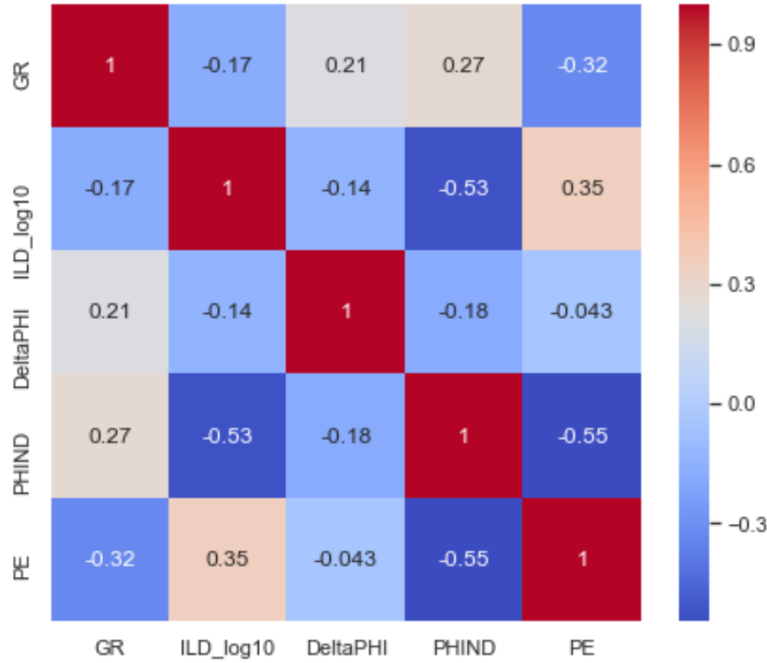 GR 1 -0.17 0.21 0.27 -0.32
ILD_log10 -0.17 1 -0.14 -0.53 0.35
DeltaPHI 0.21 -0.14 1 -0.18 -0.043
PHIND 0.27 -0.53 -0.18 1 -0.55
PE -0.32 0.35 -0.043 -0.55 1
GR ILD_log10 DeltaPHI PHIND PE
0.9
0.6
0.3
0.0
−0.3